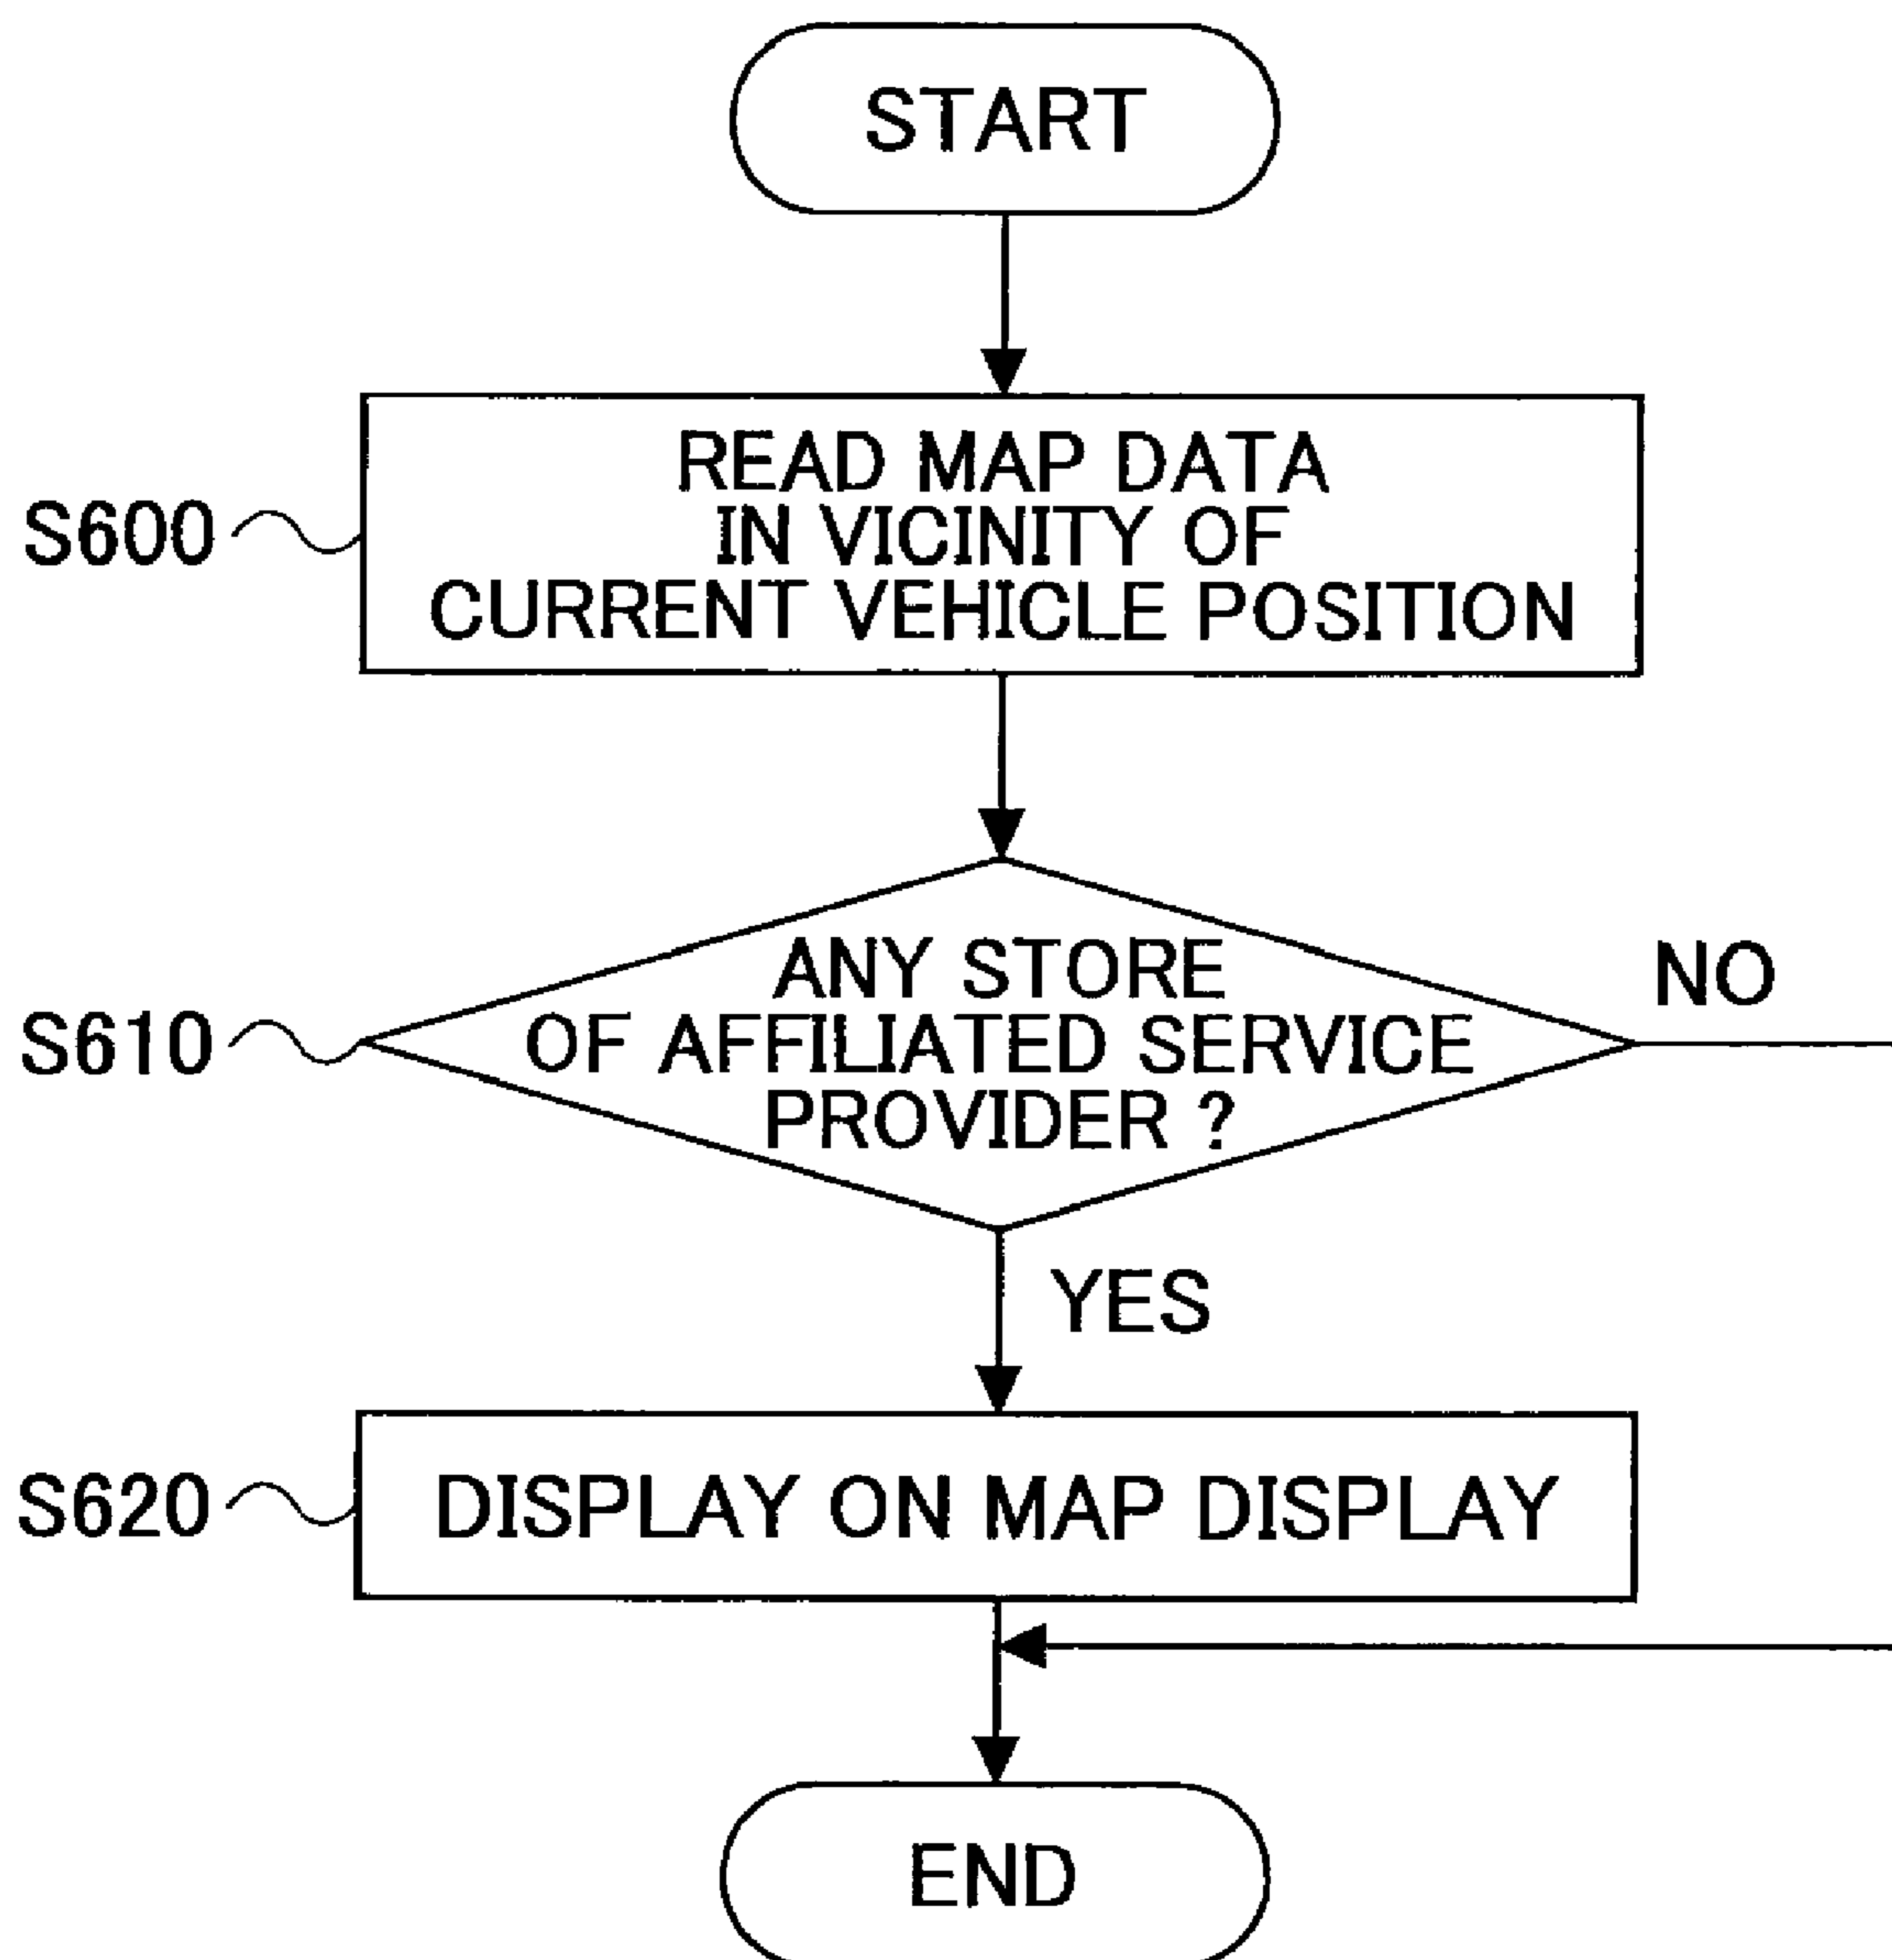 START
S600
READ MAP DATA
IN VICINITY OF
CURRENT VEHICLE POSITION
S610
ANY STORE
OF AFFILIATED SERVICE
PROVIDER ?
NO
YES
S620
DISPLAY ON MAP DISPLAY
END